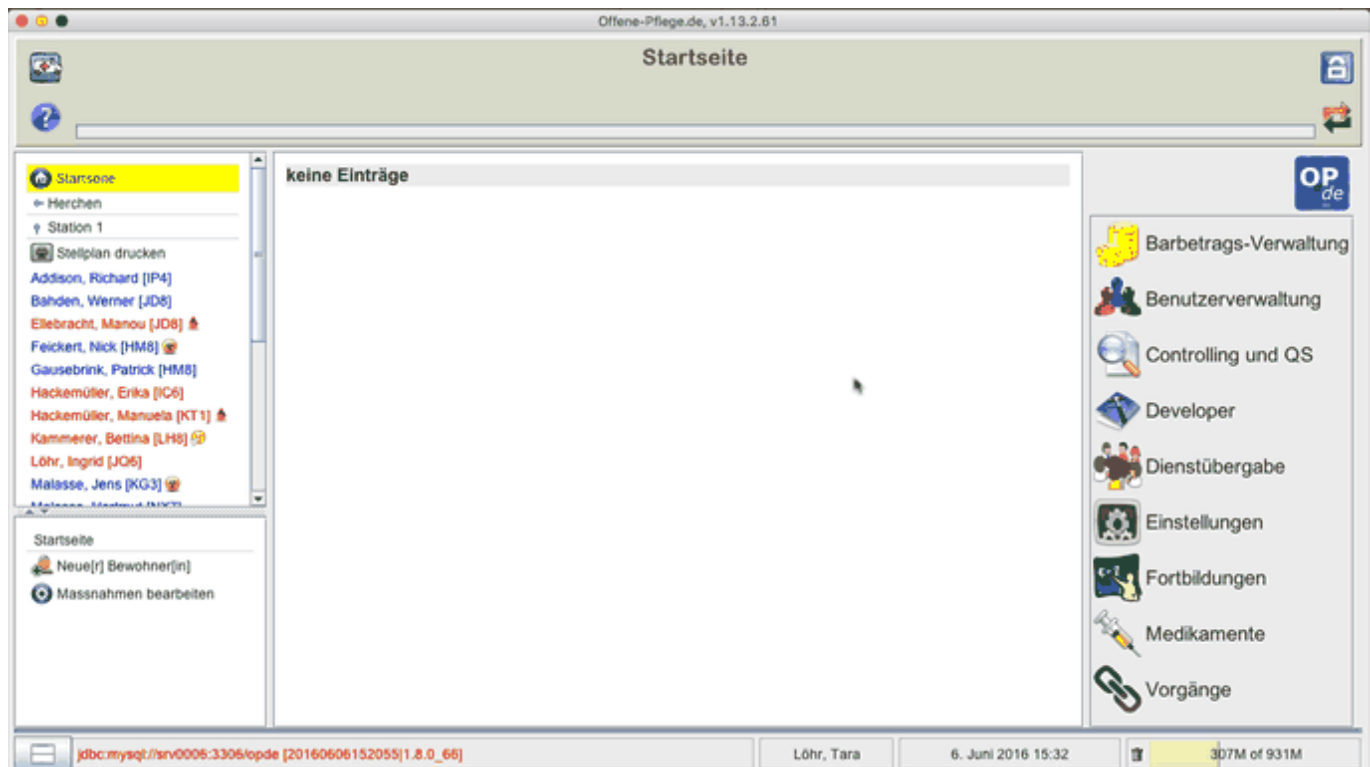 Offene-Pflege.de, v1.13.2.61
Startseite
Startseite
Herchen
Station 1
Stellplan drucken
Addison, Richard [IP4]
Bahden, Werner [JD8]
Ellebracht, Manou [JD8]
Feickert, Nick [HM8]
Gausebrink, Patrick [HM8]
Hackemüller, Erika [IC6]
Hackemüller, Manuela [KT1]
Kammerer, Bettina [LH8]
Löhr, Ingrid [JQ6]
Malasse, Jens [KG3]
Startseite
Neue[r] Bewohner[in]
Massnahmen bearbeiten
keine Einträge
OP.de
Barbetrags-Verwaltung
Benutzerverwaltung
Controlling und QS
Developer
Dienstübergabe
Einstellungen
Fortbildungen
Medikamente
Vorgänge
jdbc:mysql://srv0006:3306/opde [20160606152055|1.8.0_66]
Löhr, Tara
6. Juni 2016 15:32
307M of 931M